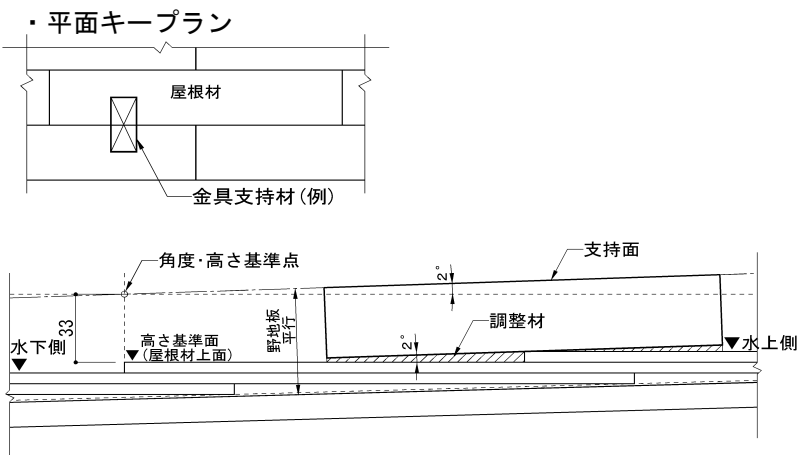 ・平面キープラン
屋根材
金具支持材(例)
角度・高さ基準点
支持面
2°
33
野地板
平行
2°
調整材
高さ基準面
(屋根材上面)
水下側
水上側